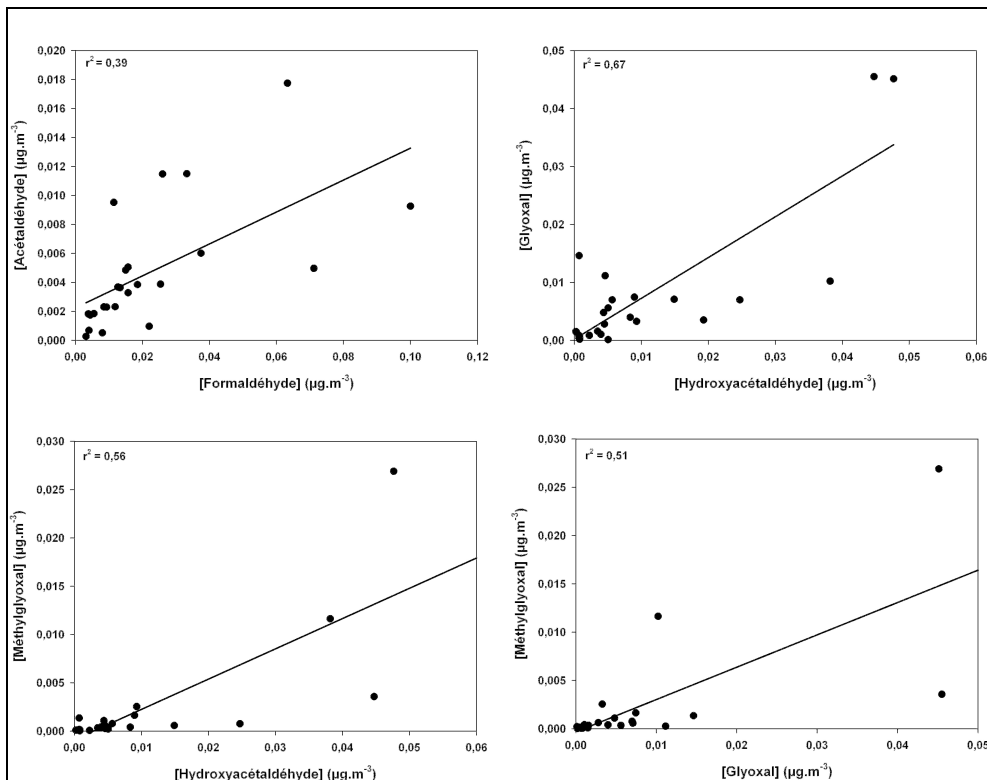 r² = 0,39
[Acétaldéhyde] (µg.m⁻³)
0,020
0,018
0,016
0,014
0,012
0,010
0,008
0,006
0,004
0,002
0,000
0,00 0,02 0,04 0,06 0,08 0,10 0,12
[Formaldéhyde] (µg.m⁻³)
r² = 0,67
[Glyoxal] (µg.m⁻³)
0,05
0,04
0,03
0,02
0,01
0,00
0,00 0,01 0,02 0,03 0,04 0,05 0,06
[Hydroxyacétaldéhyde] (µg.m⁻³)
r² = 0,56
[Méthylglyoxal] (µg.m⁻³)
0,030
0,025
0,020
0,015
0,010
0,005
0,000
0,00 0,01 0,02 0,03 0,04 0,05 0,06
[Hydroxyacétaldéhyde] (µg.m⁻³)
r² = 0,51
[Méthylglyoxal] (µg.m⁻³)
0,030
0,025
0,020
0,015
0,010
0,005
0,000
0,00 0,01 0,02 0,03 0,04 0,05
[Glyoxal] (µg.m⁻³)